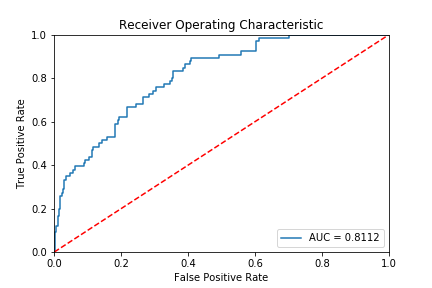 Receiver Operating Characteristic
1.0
0.8
0.6
0.4
0.2
0.0
True Positive Rate
AUC = 0.8112
0.0 0.2 0.4 0.6 0.8 1.0
False Positive Rate